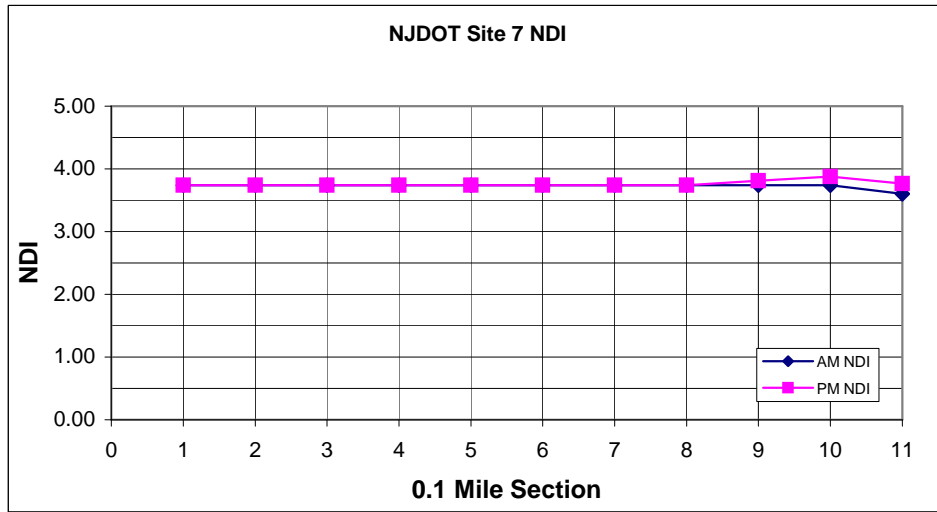 NJDOT Site 7 NDI
5.00
4.00
3.00
2.00
1.00
0.00
NDI
AM NDI
PM NDI
0 1 2 3 4 5 6 7 8 9 10 11
0.1 Mile Section